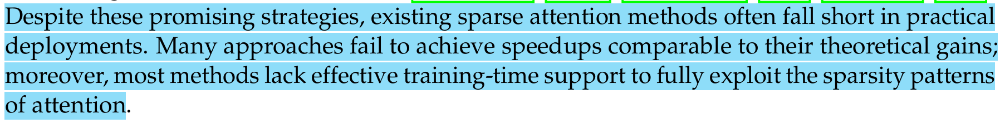 Despite these promising strategies, existing sparse attention methods often fall short in practical
deployments. Many approaches fail to achieve speedups comparable to their theoretical gains;
moreover, most methods lack effective training-time support to fully exploit the sparsity patterns
of attention.